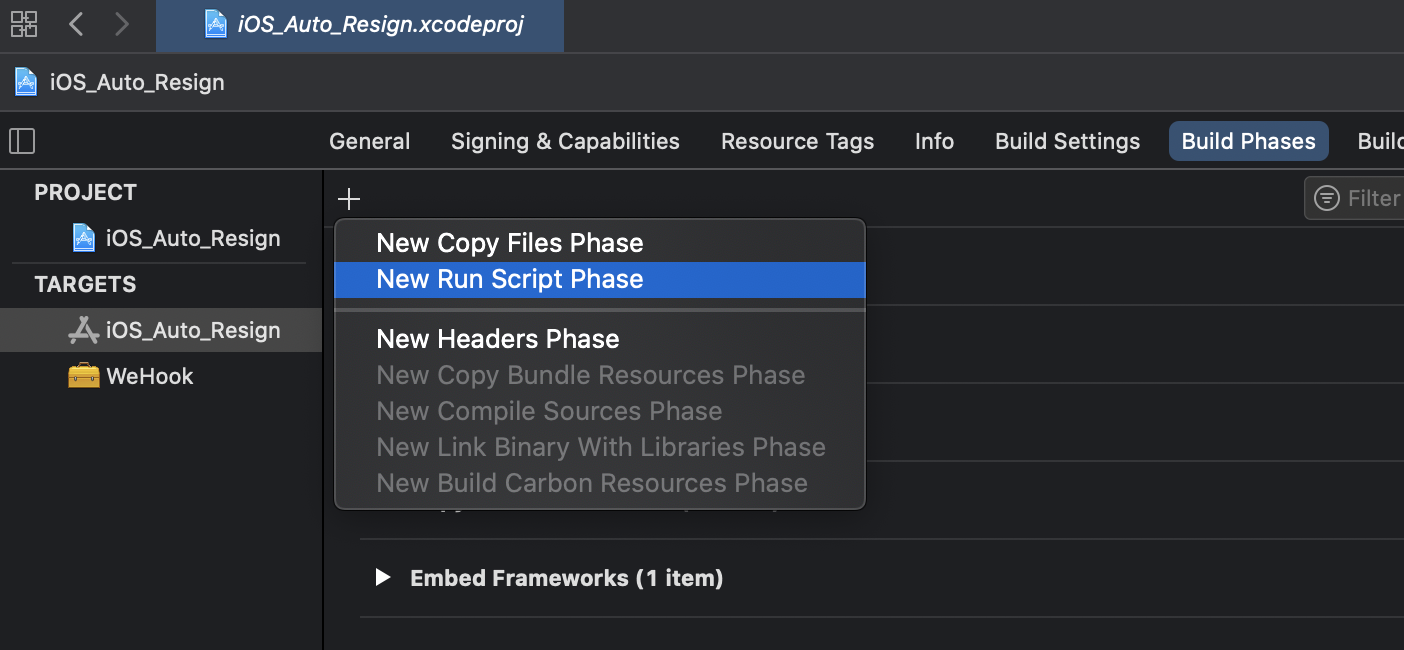 iOS_Auto_Resign.xcodeproj
iOS_Auto_Resign
General Signing & Capabilities Resource Tags Info Build Settings Build Phases
PROJECT
iOS_Auto_Resign
TARGETS
iOS_Auto_Resign
WeHook
Filter
New Copy Files Phase
New Run Script Phase
New Headers Phase
New Copy Bundle Resources Phase
New Compile Sources Phase
New Link Binary With Libraries Phase
New Build Carbon Resources Phase
Embed Frameworks (1 item)